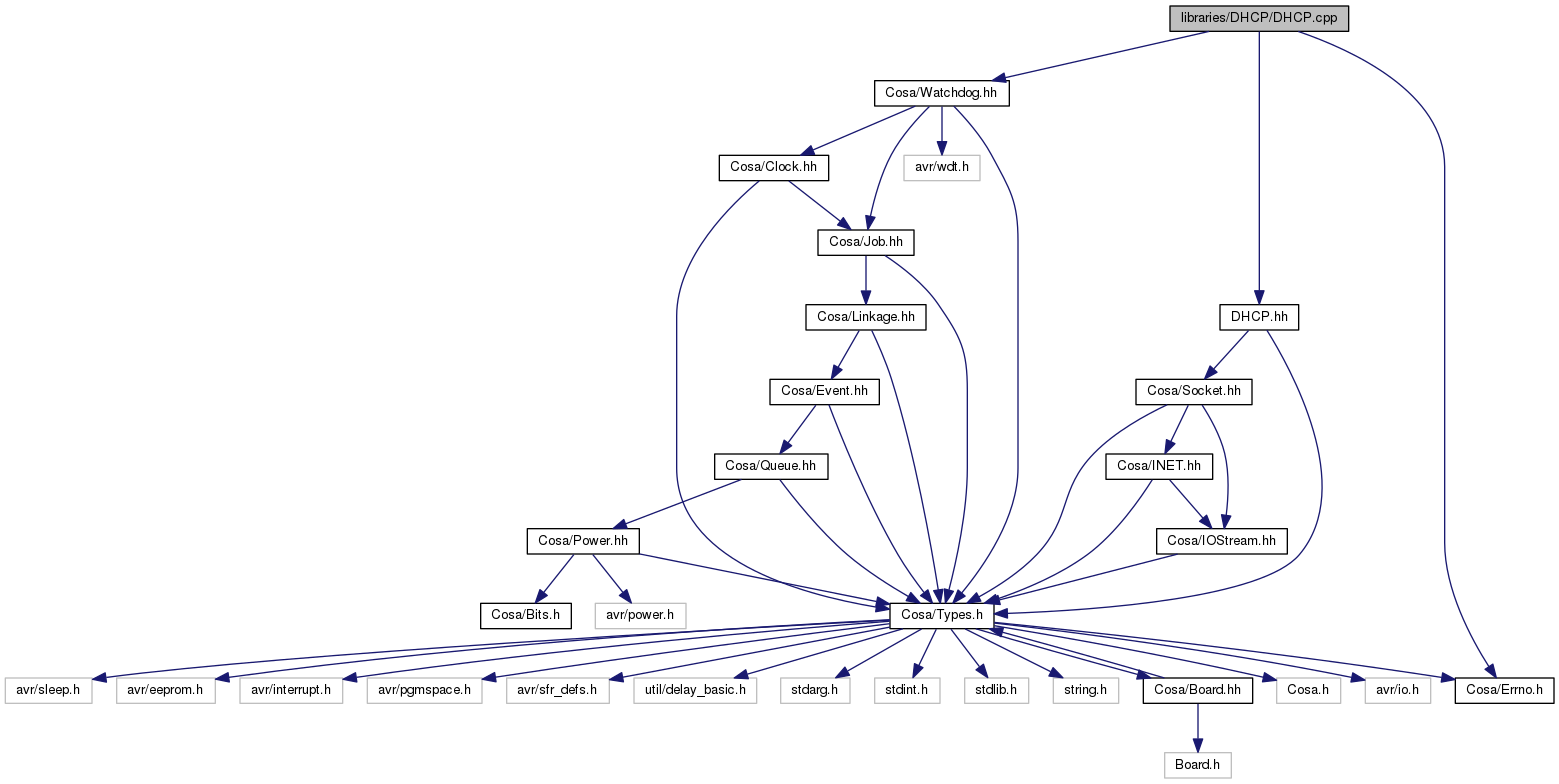 libraries/DHCP/DHCP.cpp
Cosa/Watchdog.hh
Cosa/Clock.hh
avr/wdt.h
Cosa/Job.hh
Cosa/Linkage.hh
DHCP.hh
Cosa/Event.hh
Cosa/Socket.hh
Cosa/Queue.hh
Cosa/INET.hh
Cosa/Power.hh
Cosa/IOStream.hh
Cosa/Bits.h
avr/power.h
Cosa/Types.h
avr/sleep.h
avr/eeprom.h
avr/interrupt.h
avr/pgmspace.h
avr/sfr_defs.h
util/delay_basic.h
stdarg.h
stdint.h
stdlib.h
string.h
Cosa/Board.hh
Cosa.h
avr/io.h
Cosa/Errno.h
Board.h